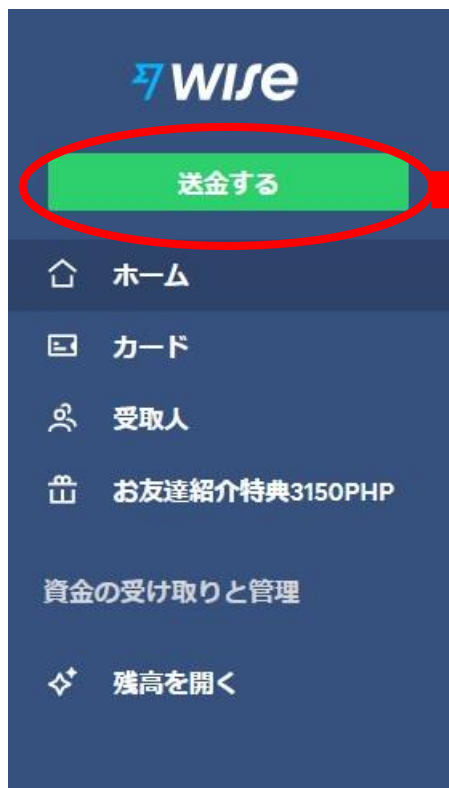 wise
送金する
ホーム
カード
受取人
お友達紹介特典3150PHP
資金の受け取りと管理
残高を開く